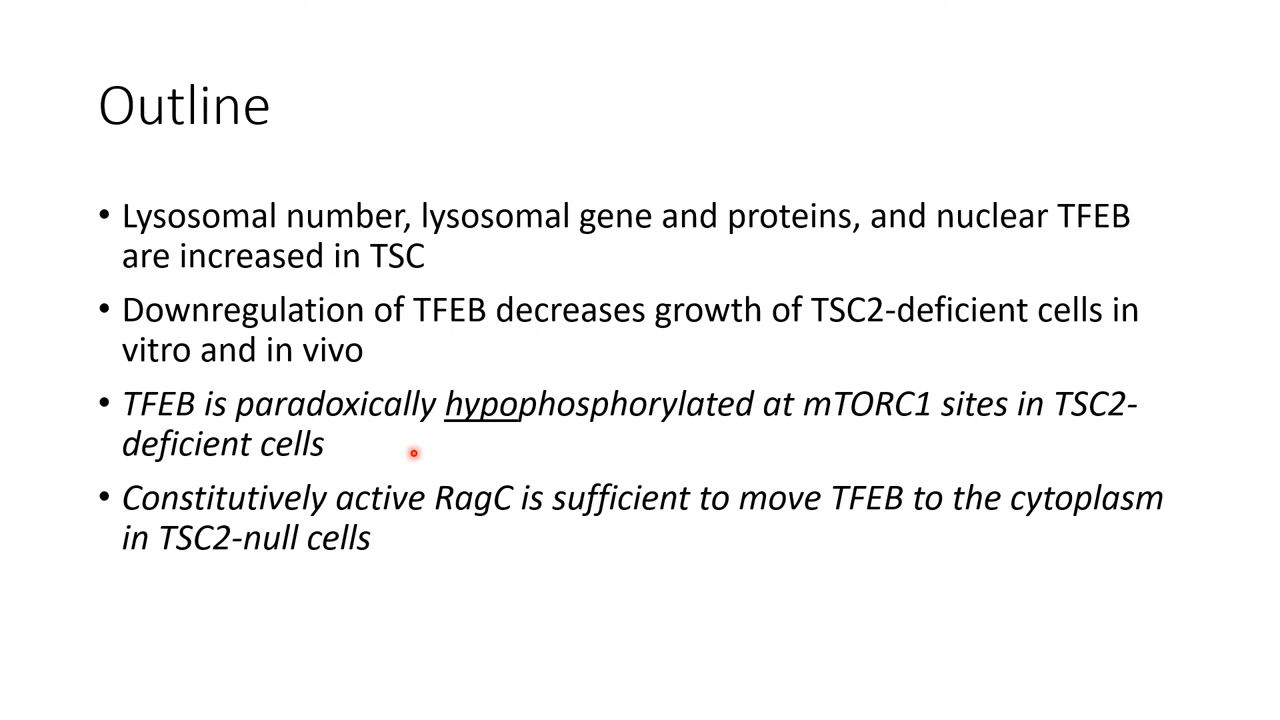 Outline
• Lysosomal number, lysosomal gene and proteins, and nuclear TFEB
are increased in TSC
• Downregulation of TFEB decreases growth of TSC2-deficient cells in
vitro and in vivo
• TFEB is paradoxically hypophosphorylated at mTORC1 sites in TSC2-
deficient cells
• Constitutively active RagC is sufficient to move TFEB to the cytoplasm
in TSC2-null cells